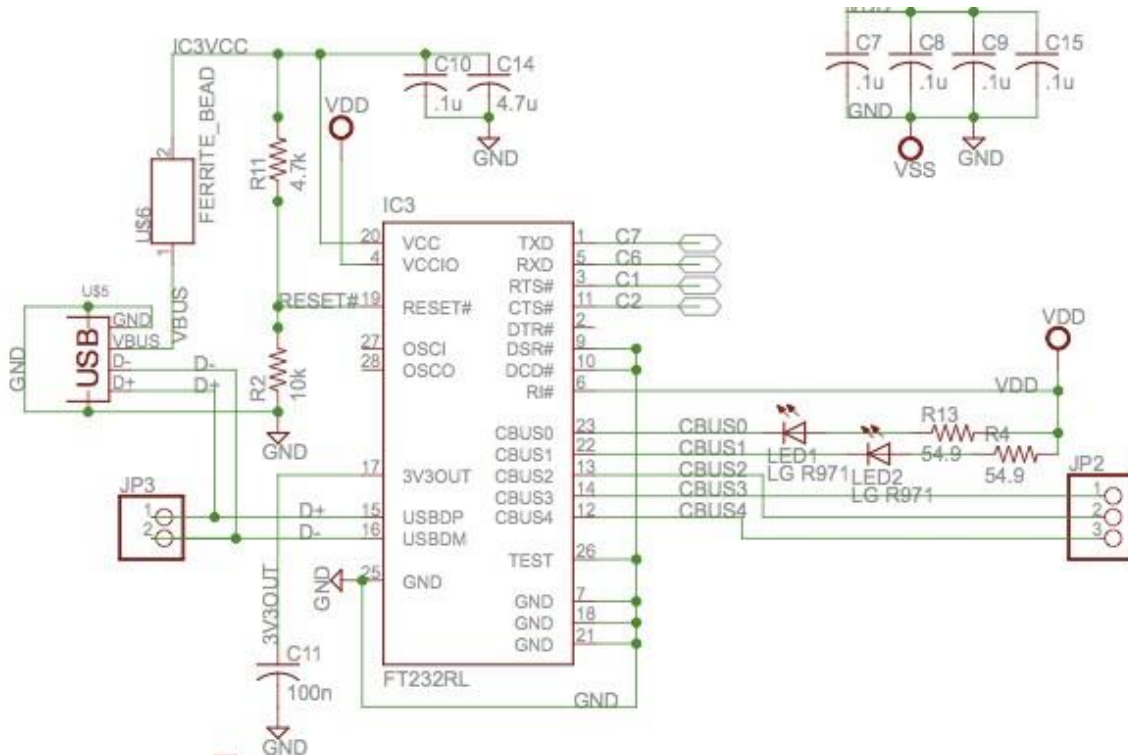 IC3VCC
C10
.1u
C14
4.7u
GND
C7
.1u
C8
.1u
C9
.1u
C15
.1u
GND
VSS
GND
VDD
FERRITE_BEAD
U$6
2
1
R11
4.7k
IC3
20 VCC
4 VCCIO
RESET# 19 RESET#
27 OSCI
28 OSCO
17 3V3OUT
15 USBDP
16 USBDM
25 GND
TXD 1 C7
RXD 5 C6
RTS# 3 C1
CTS# 11 C2
DTR# 2
DSR# 9
DCD# 10
RI# 6
CBUS0 23 CBUS0
CBUS1 22 CBUS1
CBUS2 13 CBUS2
CBUS3 14 CBUS3
CBUS4 12 CBUS4
TEST 26
GND 7
GND 18
GND 21
FT232RL
GND
U$5
USB
GND
VBUS
D-
D+
GND
VBUS
D-
D+
R2
10k
GND
JP3
1
2
D+
D-
GND
3V3OUT
C11
100n
GND
VDD
VDD
LED1
LG R971
LED2
LG R971
R13
54.9
R4
54.9
JP2
1
2
3